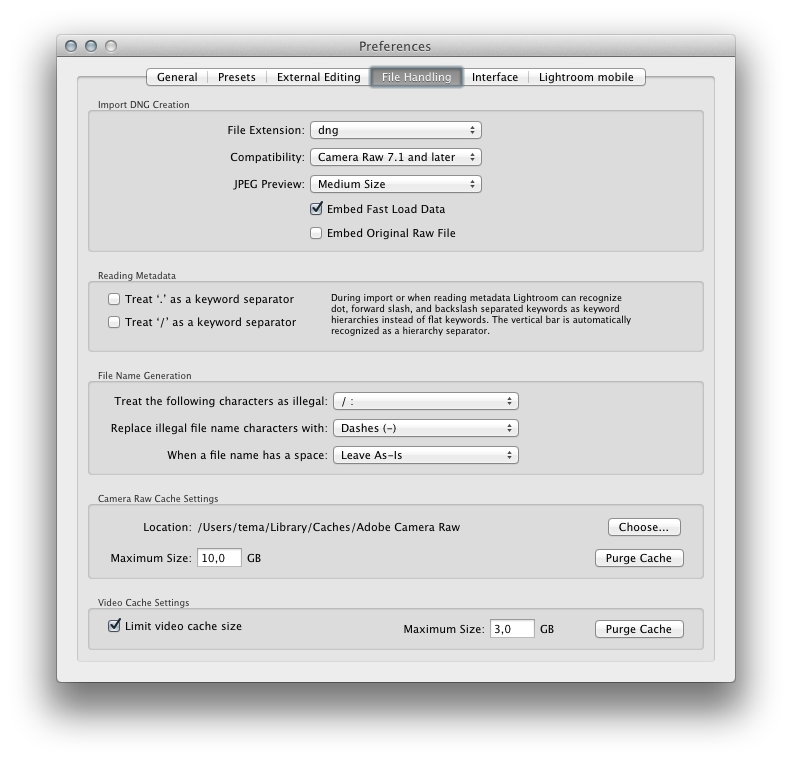 Preferences
General Presets External Editing File Handling Interface Lightroom mobile
Import DNG Creation
File Extension: dng
Compatibility: Camera Raw 7.1 and later
JPEG Preview: Medium Size
Embed Fast Load Data
Embed Original Raw File
Reading Metadata
Treat ‘.’ as a keyword separator
Treat ‘/’ as a keyword separator
During import or when reading metadata Lightroom can recognize
dot, forward slash, and backslash separated keywords as keyword
hierarchies instead of flat keywords. The vertical bar is automatically
recognized as a hierarchy separator.
File Name Generation
Treat the following characters as illegal: / :
Replace illegal file name characters with: Dashes (-)
When a file name has a space: Leave As-Is
Camera Raw Cache Settings
Location: /Users/tema/Library/Caches/Adobe Camera Raw Choose...
Maximum Size: 10,0 GB Purge Cache
Video Cache Settings
Limit video cache size Maximum Size: 3,0 GB Purge Cache